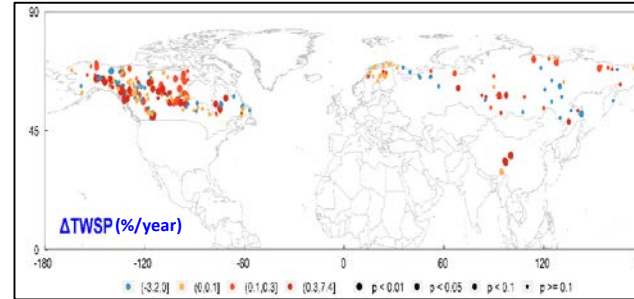 90
45
ΔTWSP (%/year)
0
-180 -120 -60 0 60 120
[-3.2,0] (0,0.1] (0.1,0.3] (0.3,7.4] p < 0.01 p < 0.05 p < 0.1 p >= 0.1